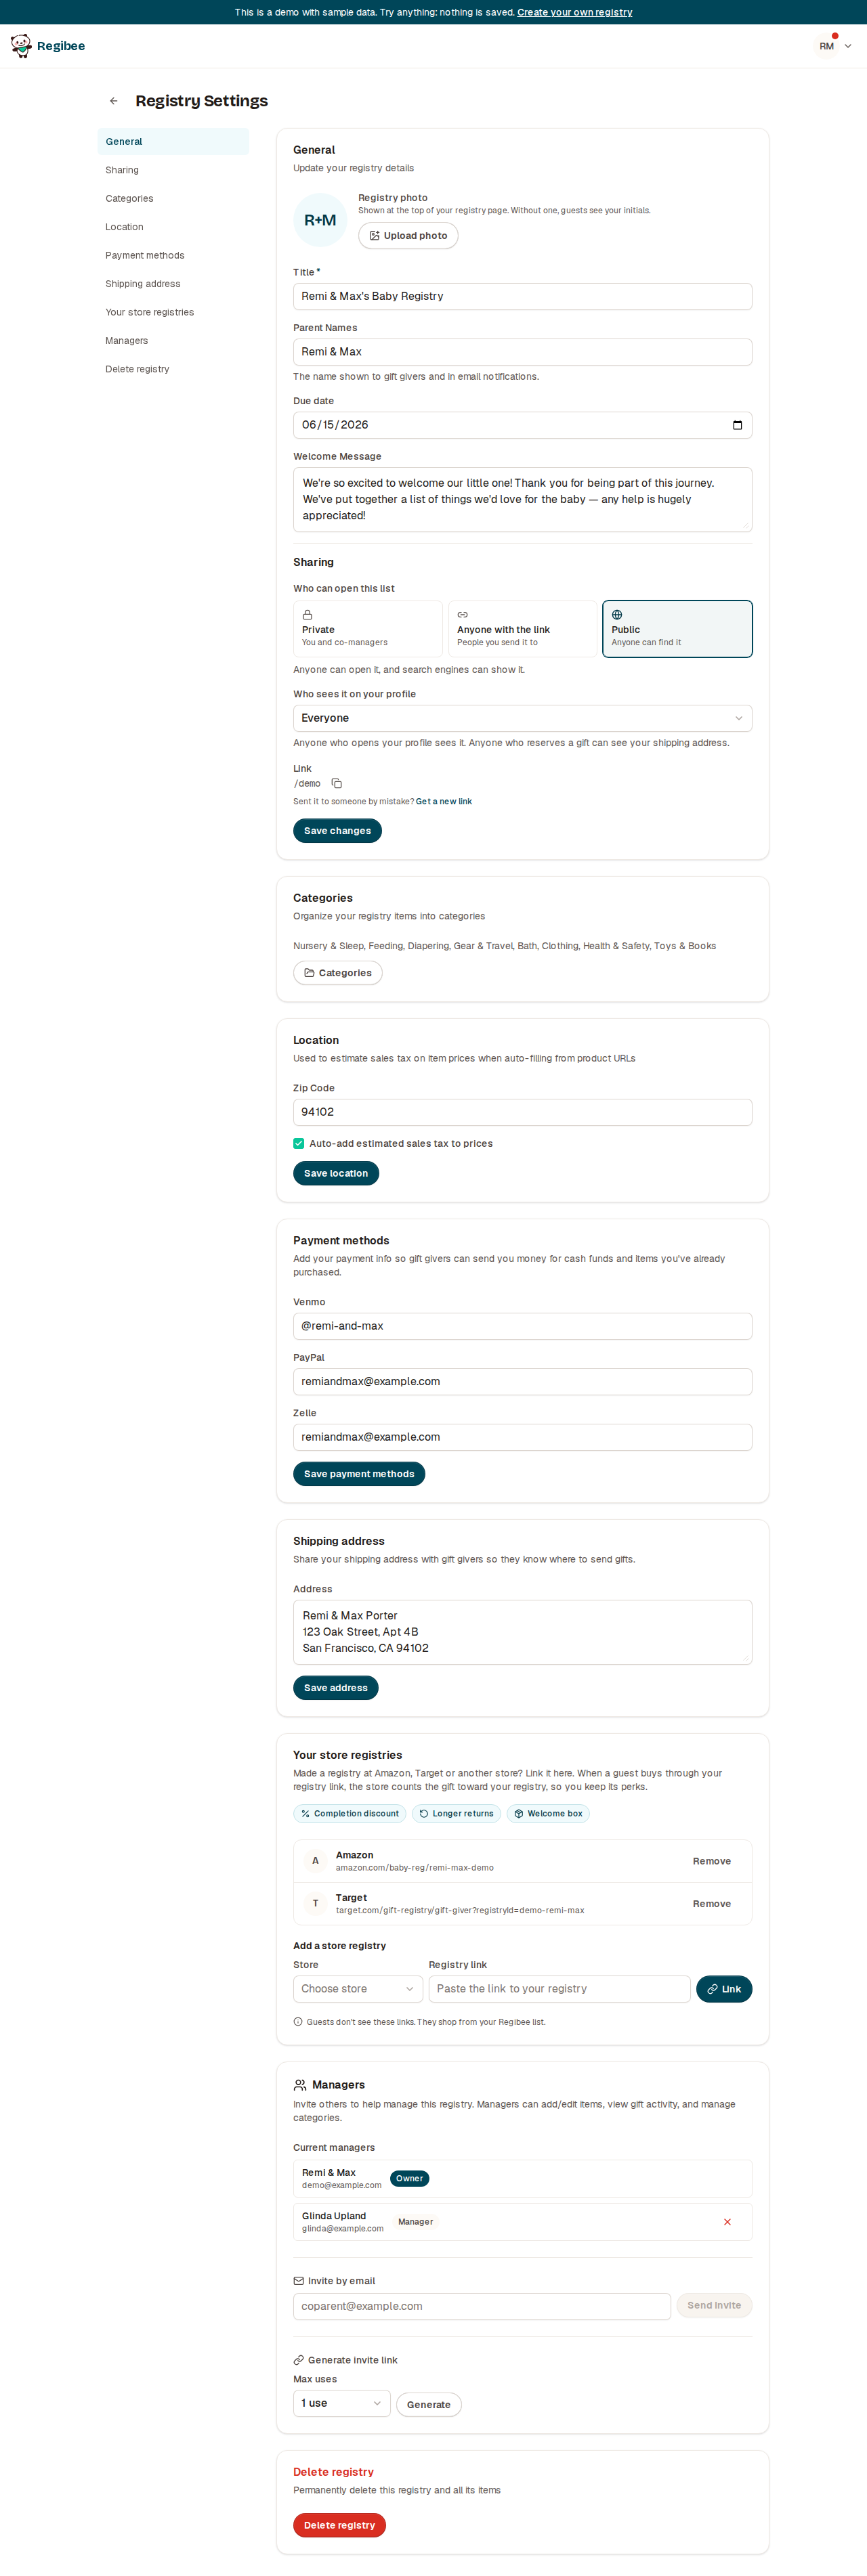 This is a demo with sample data. Try anything: nothing is saved. Create your own registry
Regibee
RM
Registry Settings
General
Sharing
Categories
Location
Payment methods
Shipping address
Your store registries
Managers
Delete registry
General
Update your registry details
R+M
Registry photo
Shown at the top of your registry page. Without one, guests see your initials.
Upload photo
Title *
Remi & Max's Baby Registry
Parent Names
Remi & Max
The name shown to gift givers and in email notifications.
Due date
06/15/2026
Welcome Message
We're so excited to welcome our little one! Thank you for being part of this journey.
We've put together a list of things we'd love for the baby — any help is hugely
appreciated!
Sharing
Who can open this list
Private
You and co-managers
Anyone with the link
People you send it to
Public
Anyone can find it
Anyone can open it, and search engines can show it.
Who sees it on your profile
Everyone
Anyone who opens your profile sees it. Anyone who reserves a gift can see your shipping address.
Link
/demo
Sent it to someone by mistake? Get a new link
Save changes
Categories
Organize your registry items into categories
Nursery & Sleep, Feeding, Diapering, Gear & Travel, Bath, Clothing, Health & Safety, Toys & Books
Categories
Location
Used to estimate sales tax on item prices when auto-filling from product URLs
Zip Code
94102
Auto-add estimated sales tax to prices
Save location
Payment methods
Add your payment info so gift givers can send you money for cash funds and items you've already
purchased.
Venmo
@remi-and-max
PayPal
remiandmax@example.com
Zelle
remiandmax@example.com
Save payment methods
Shipping address
Share your shipping address with gift givers so they know where to send gifts.
Address
Remi & Max Porter
123 Oak Street, Apt 4B
San Francisco, CA 94102
Save address
Your store registries
Made a registry at Amazon, Target or another store? Link it here. When a guest buys through your
registry link, the store counts the gift toward your registry, so you keep its perks.
Completion discount
Longer returns
Welcome box
A
Amazon
amazon.com/baby-reg/remi-max-demo
Remove
T
Target
target.com/gift-registry/gift-giver?registryId=demo-remi-max
Remove
Add a store registry
Store
Registry link
Choose store
Paste the link to your registry
Link
Guests don't see these links. They shop from your Regibee list.
Managers
Invite others to help manage this registry. Managers can add/edit items, view gift activity, and manage
categories.
Current managers
Remi & Max
demo@example.com
Owner
Glinda Upland
glinda@example.com
Manager
Invite by email
coparent@example.com
Send Invite
Generate invite link
Max uses
1 use
Generate
Delete registry
Permanently delete this registry and all its items
Delete registry